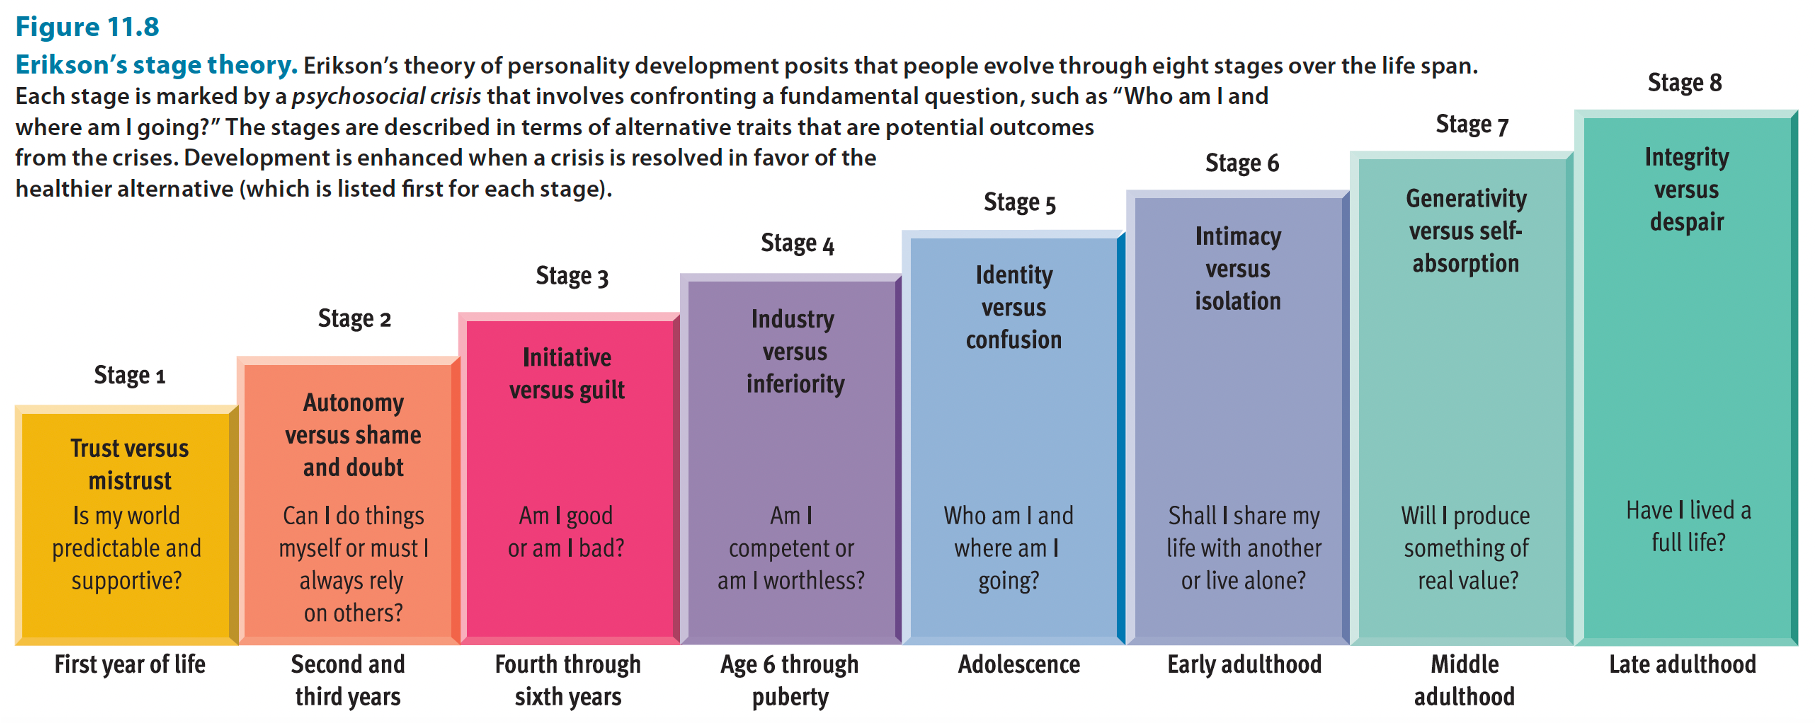 Figure 11.8
Erikson's stage theory. Erikson's theory of personality development posits that people evolve through eight stages over the life span.
Each stage is marked by a psychosocial crisis that involves confronting a fundamental question, such as “Who am I and
where am I going?” The stages are described in terms of alternative traits that are potential outcomes
from the crises. Development is enhanced when a crisis is resolved in favor of the
healthier alternative (which is listed first for each stage).
Stage 1
Trust versus
mistrust
Is my world
predictable and
supportive?
First year of life
Stage 2
Autonomy
versus shame
and doubt
Can I do things
myself or must I
always rely
on others?
Second and
third years
Stage 3
Initiative
versus guilt
Am I good
or am I bad?
Fourth through
sixth years
Stage 4
Industry
versus
inferiority
Am I
competent or
am I worthless?
Age 6 through
puberty
Stage 5
Identity
versus
confusion
Who am I and
where am I
going?
Adolescence
Stage 6
Intimacy
versus
isolation
Shall I share my
life with another
or live alone?
Early adulthood
Stage 7
Generativity
versus self-
absorption
Will I produce
something of
real value?
Middle
adulthood
Stage 8
Integrity
versus
despair
Have I lived a
full life?
Late adulthood